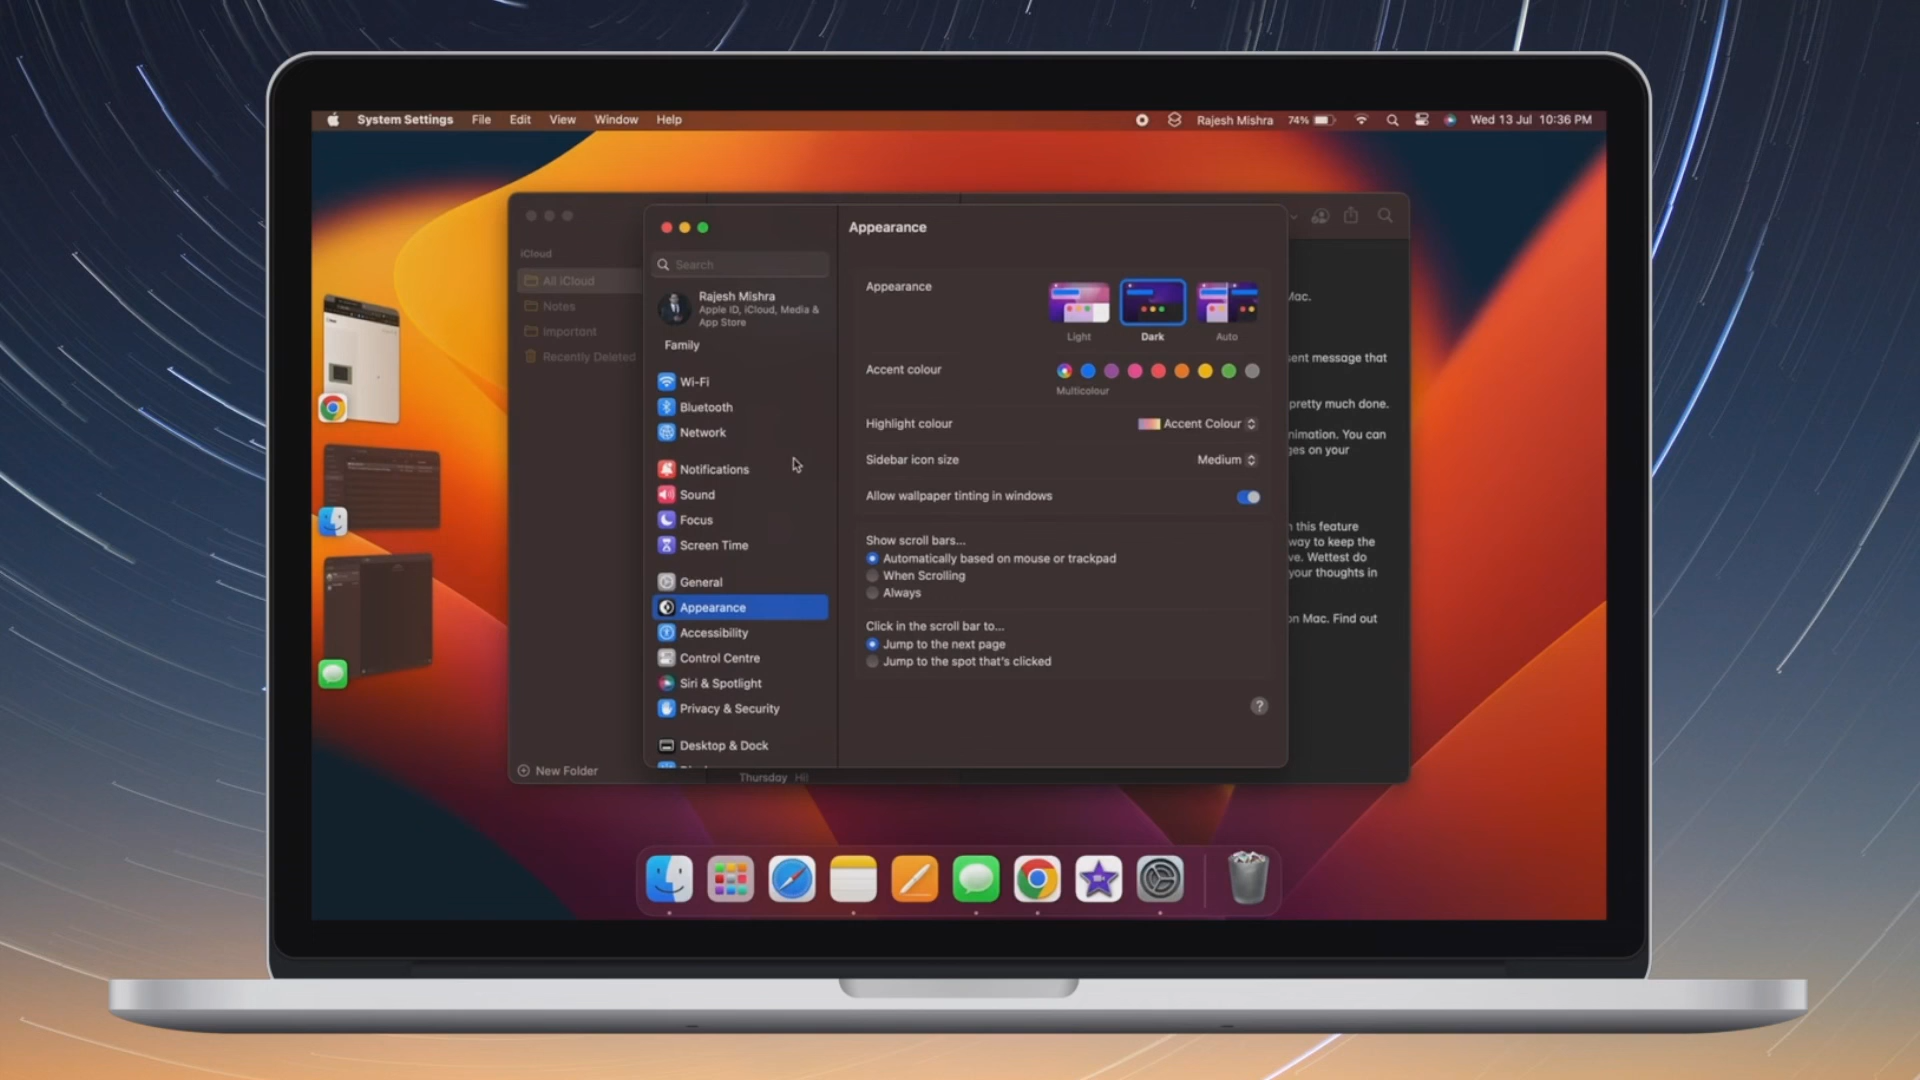 System Settings File Edit View Window Help
Rajesh Mishra 74% Wed 13 Jul 10:36 PM
iCloud
All iCloud
Notes
Important
Recently Deleted
New Folder
Search
Rajesh Mishra
Apple ID, iCloud, Media &
App Store
Family
Wi-Fi
Bluetooth
Network
Notifications
Sound
Focus
Screen Time
General
Appearance
Accessibility
Control Centre
Siri & Spotlight
Privacy & Security
Desktop & Dock
Appearance
Appearance
Light Dark Auto
Accent colour
Multicolour
Highlight colour Accent Colour
Sidebar icon size Medium
Allow wallpaper tinting in windows
Show scroll bars...
Automatically based on mouse or trackpad
When Scrolling
Always
Click in the scroll bar to...
Jump to the next page
Jump to the spot that's clicked
?
Mac.
sent message that
pretty much done.
nimation. You can
ges on your
this feature
way to keep the
ve. Wettest do
your thoughts in
on Mac. Find out
Thursday Hi!